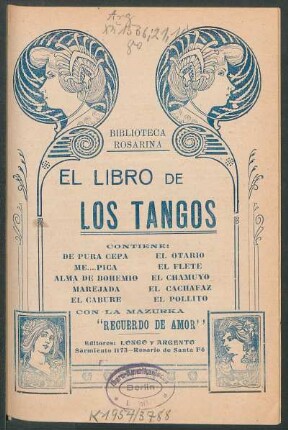 BIBLIOTECA
ROSARINA
EL LIBRO DE
LOS TANGOS
CONTIENE:
DE PURA CEPA EL OTARIO
ME....PICA EL FLETE
ALMA DE BOHEMIO EL CHAMUYO
MAREJADA EL CACHAFAZ
EL CABURE EL POLLITO
CON LA MAZURKA
"RECUERDO DE AMOR"
Editores: LONGO y ARGENTO
Sarmiento 1173—Rosario de Santa Fé
Berlin
K 1957/3788